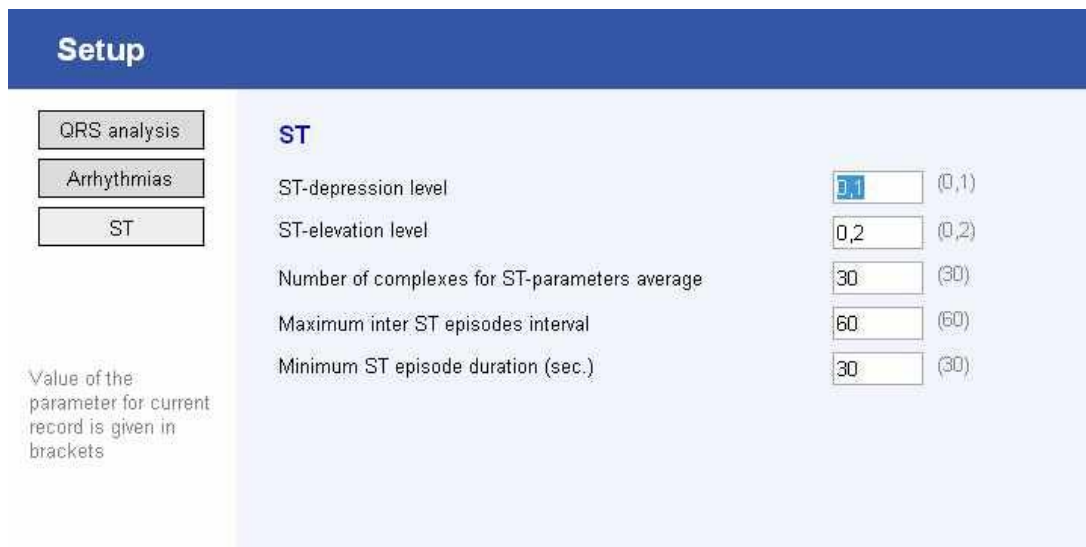 Setup
QRS analysis
Arrhythmias
ST
Value of the
parameter for current
record is given in
brackets
ST
ST-depression level 0,1 (0,1)
ST-elevation level 0,2 (0,2)
Number of complexes for ST-parameters average 30 (30)
Maximum inter ST episodes interval 60 (60)
Minimum ST episode duration (sec.) 30 (30)